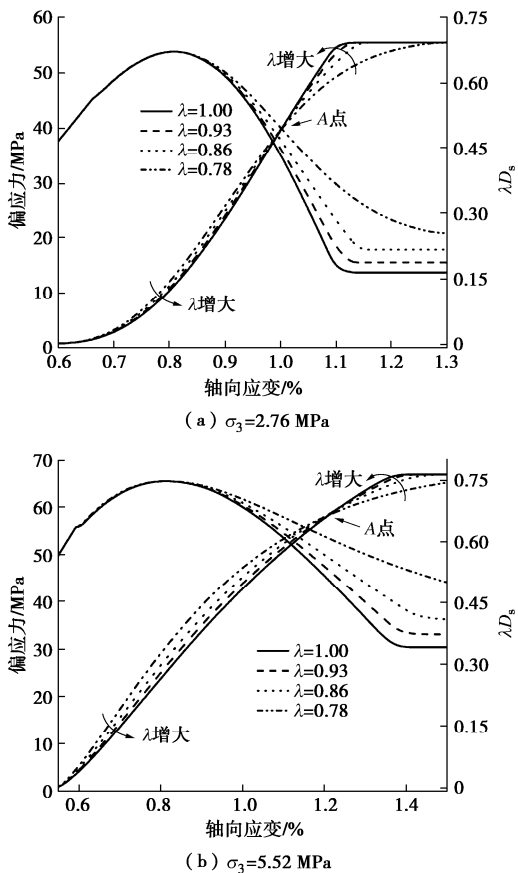 60
50
40
30
20
10
0
偏应力/MPa
0.75
0.60
0.45
0.30
0.15
0
λDs
λ增大
A点
λ=1.00
λ=0.93
λ=0.86
λ=0.78
λ增大
0.6 0.7 0.8 0.9 1.0 1.1 1.2 1.3
轴向应变/%
(a) σ3=2.76 MPa
70
60
50
40
30
20
10
0
偏应力/MPa
0.75
0.60
0.45
0.30
0.15
0
λDs
λ增大
A点
λ=1.00
λ=0.93
λ=0.86
λ=0.78
λ增大
0.6 0.8 1.0 1.2 1.4
轴向应变/%
(b) σ3=5.52 MPa